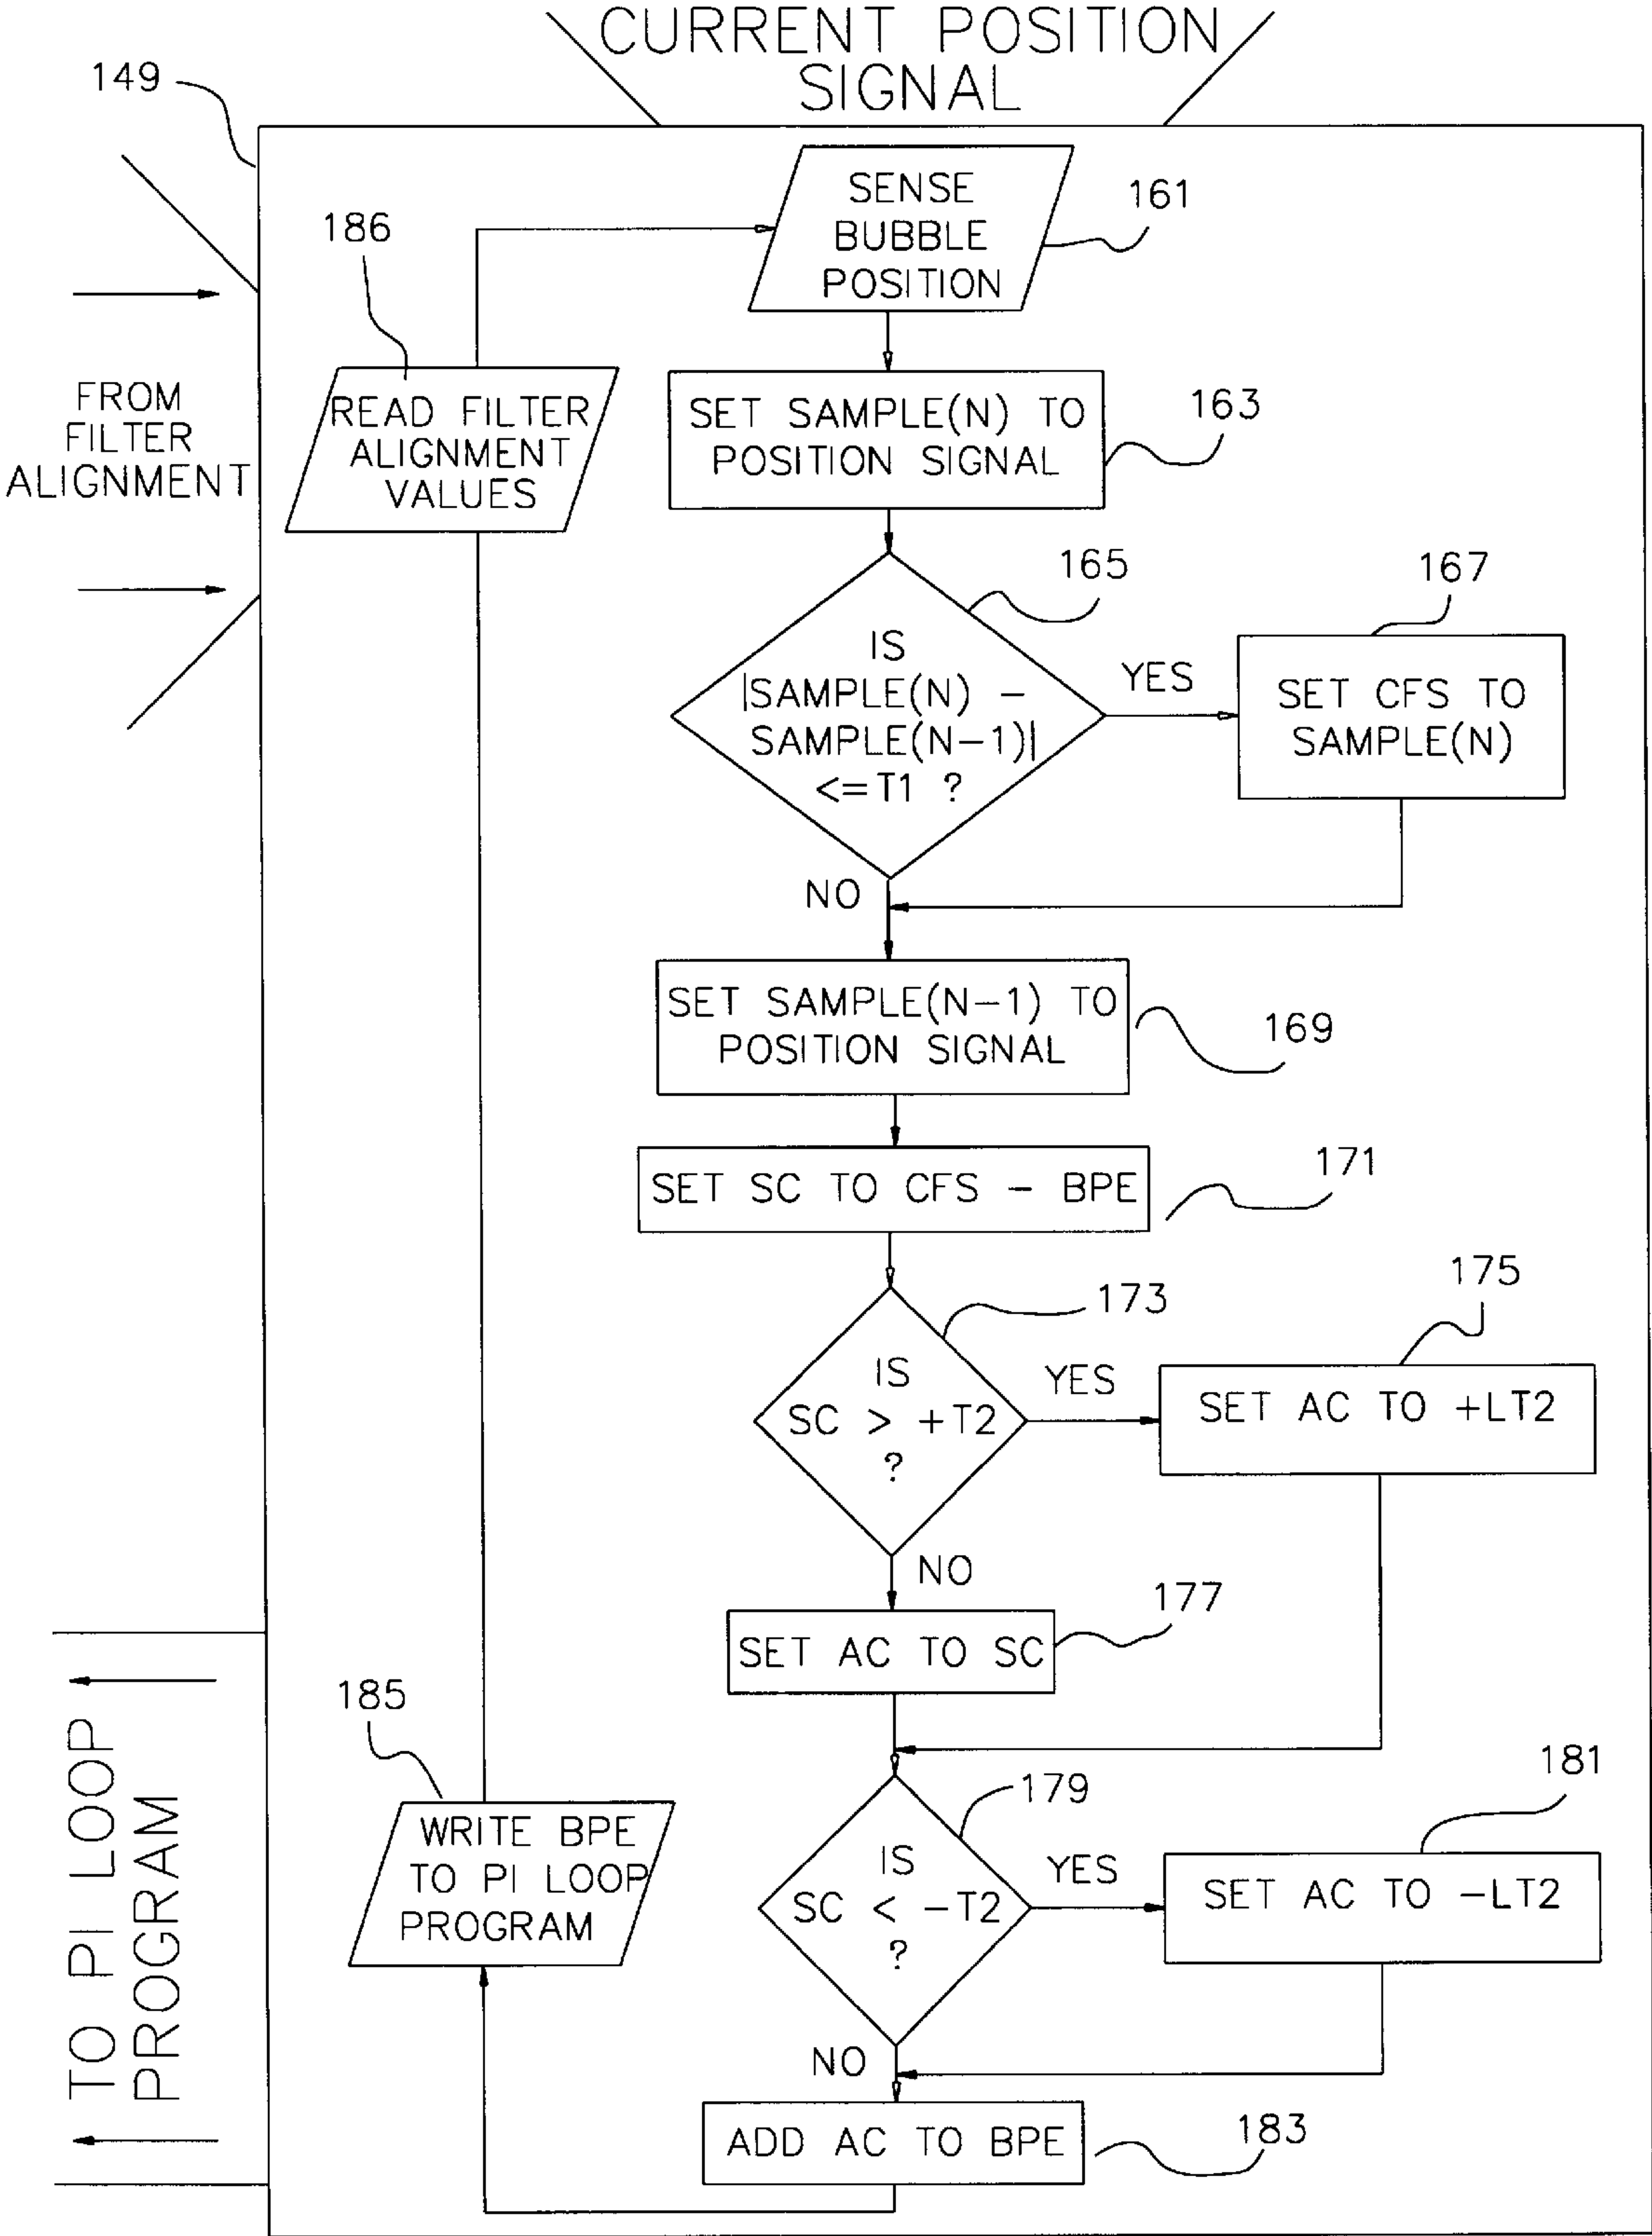 CURRENT POSITION
SIGNAL
149
SENSE
BUBBLE
POSITION
161
186
READ FILTER
ALIGNMENT
VALUES
FROM
FILTER
ALIGNMENT
SET SAMPLE(N) TO
POSITION SIGNAL
163
165
IS
|SAMPLE(N) -
SAMPLE(N-1)|
<=T1 ?
YES
167
SET CFS TO
SAMPLE(N)
NO
SET SAMPLE(N-1) TO
POSITION SIGNAL
169
SET SC TO CFS - BPE
171
173
IS
SC > +T2
?
YES
175
SET AC TO +LT2
NO
177
SET AC TO SC
179
IS
SC < -T2
?
YES
181
SET AC TO -LT2
NO
ADD AC TO BPE
183
185
WRITE BPE
TO PI LOOP
PROGRAM
TO PI LOOP
PROGRAM